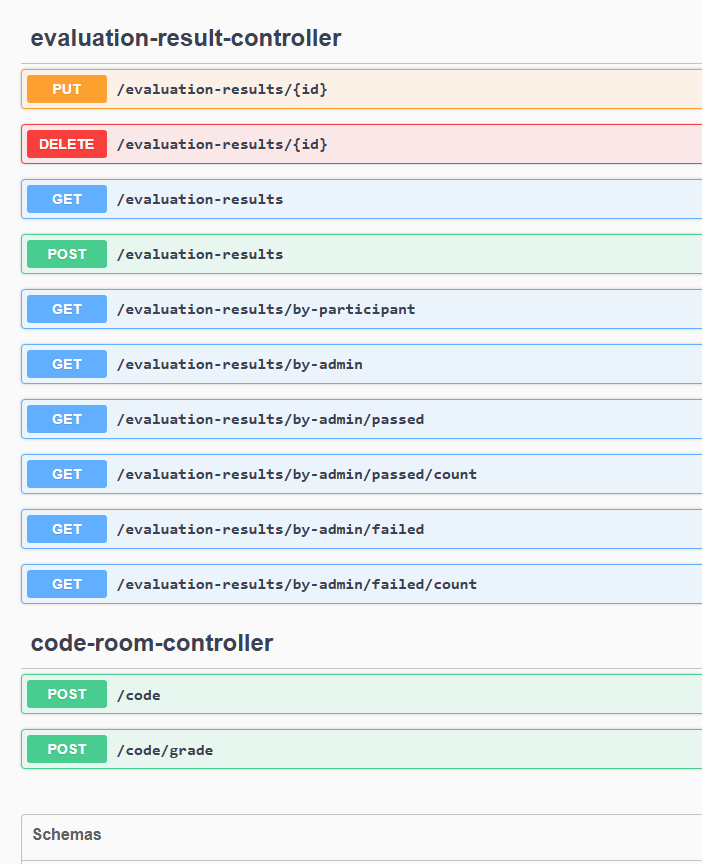 evaluation-result-controller
PUT /evaluation-results/{id}
DELETE /evaluation-results/{id}
GET /evaluation-results
POST /evaluation-results
GET /evaluation-results/by-participant
GET /evaluation-results/by-admin
GET /evaluation-results/by-admin/passed
GET /evaluation-results/by-admin/passed/count
GET /evaluation-results/by-admin/failed
GET /evaluation-results/by-admin/failed/count
code-room-controller
POST /code
POST /code/grade
Schemas